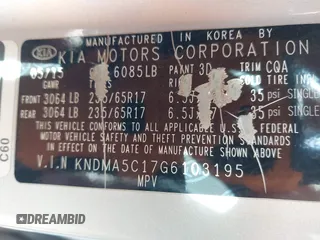 MANUFACTURED IN KOREA BY
KIA KIA MOTORS CORPORATION
03/15 6085LB PAINT 3D TRIM CQA
GAWR COLD TIRE INFL
FRONT 3064 LB 235/65R17 6.5J 35 psi SINGLE
REAR 3064 LB 235/65R17 6.5J 35 psi SINGLE
THIS VEHICLE CONFORMS TO ALL APPLICABLE U.S. FEDERAL
MOTOR VEHICLE SAFETY AND THEFT PREVENTION STANDARDS
IN EFFECT ON THE DATE OF MANUFACTURE SHOWN ABOVE.
V.I.N KNDMA5C17G6103195
MPV
C60
DREAMBID